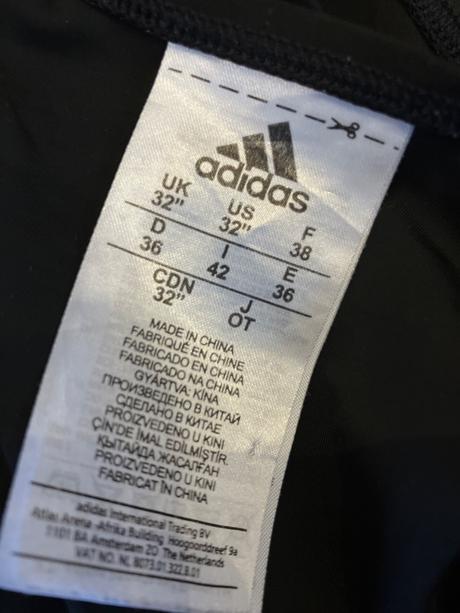 adidas
UK US F
32" 32" 38
D I E
36 42 36
CDN J
32" OT
MADE IN CHINA
FABRIQUÉ EN CHINE
FABRICADO EN CHINA
FABRICADO NA CHINA
GYÁRTVA: KÍNA
ПРОИЗВЕДЕНО В КИТАЙ
СДЕЛАНО В КИТАЕ
PROIZVEDENO U KINI
ÇİN'DE İMAL EDİLMİŞTİR.
ҚЫТАЙДА ЖАСАЛҒАН
PROIZVEDENO U KINI
FABRICAT ÎN CHINA
adidas International Trading BV
Atlas Arena -Afrika Building Hoogoorddreef 9a
1101 BA Amsterdam ZO The Netherlands
VAT NO. NL 8073.01.322.B.01